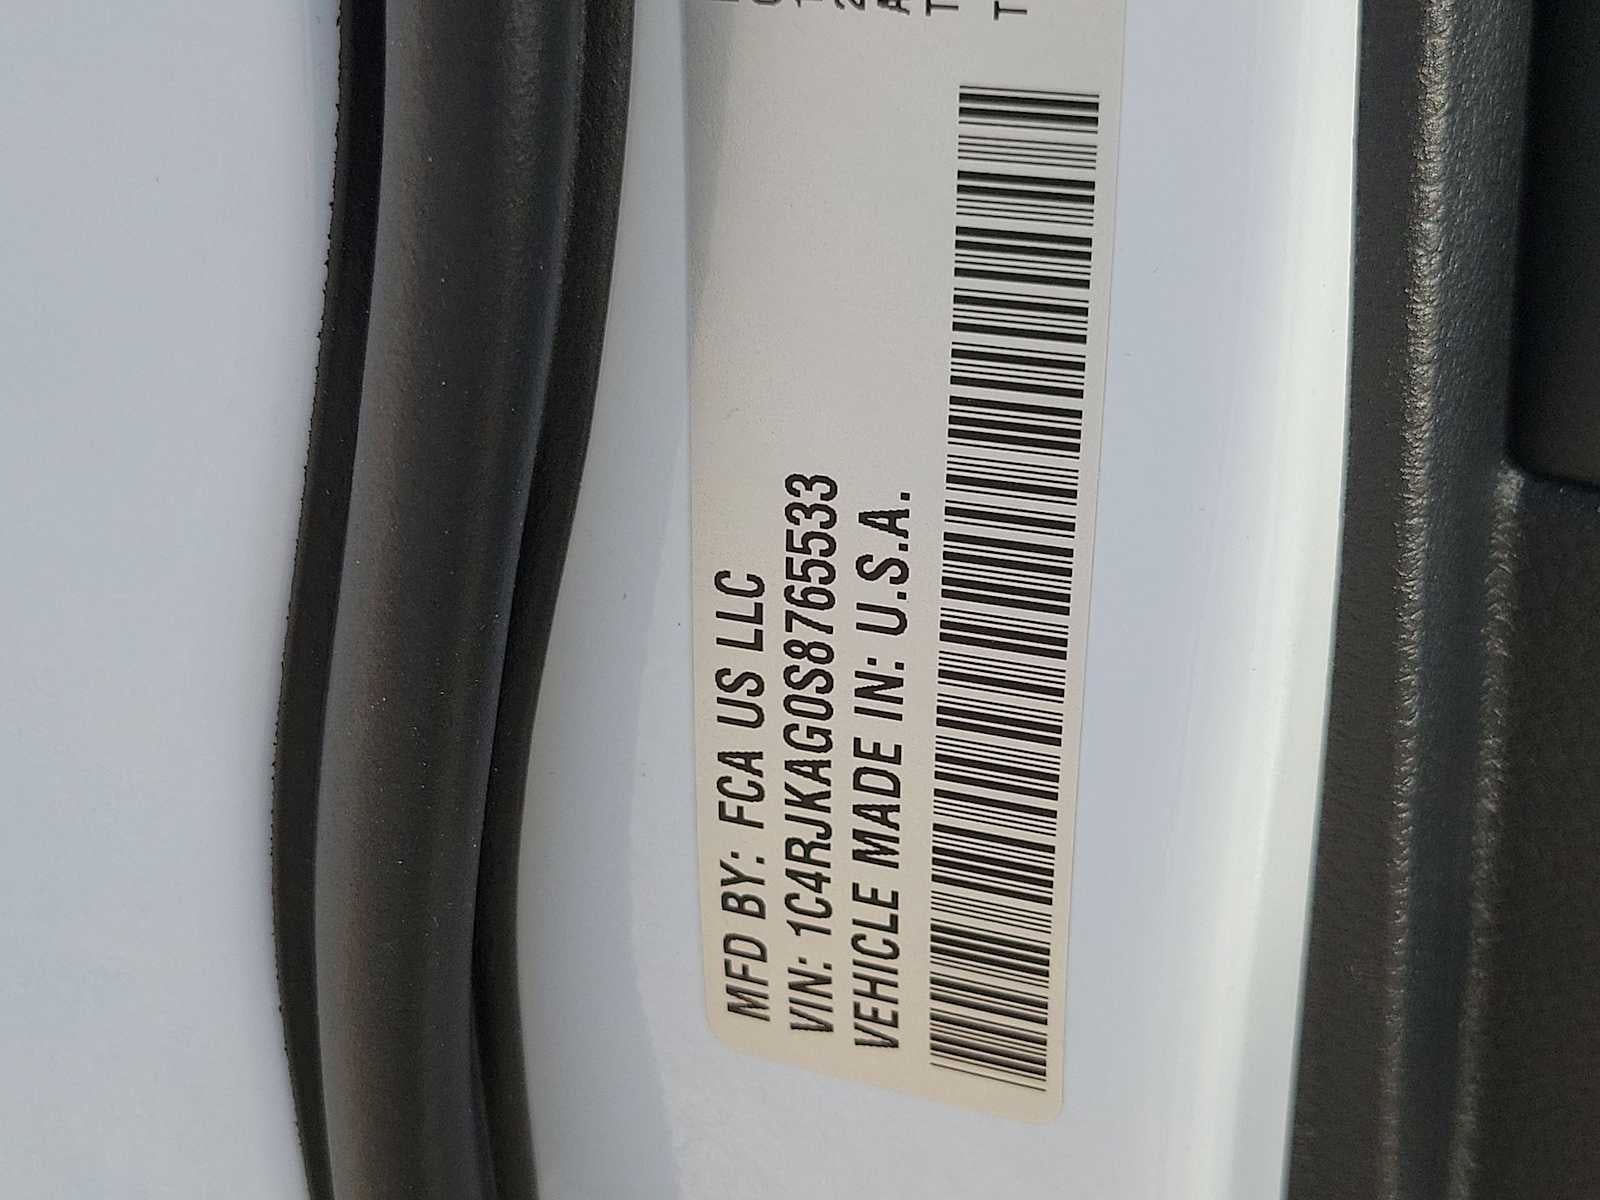 MFD BY: FCA US LLC
VIN: 1C4RJKAG0S8765533
VEHICLE MADE IN: U.S.A.